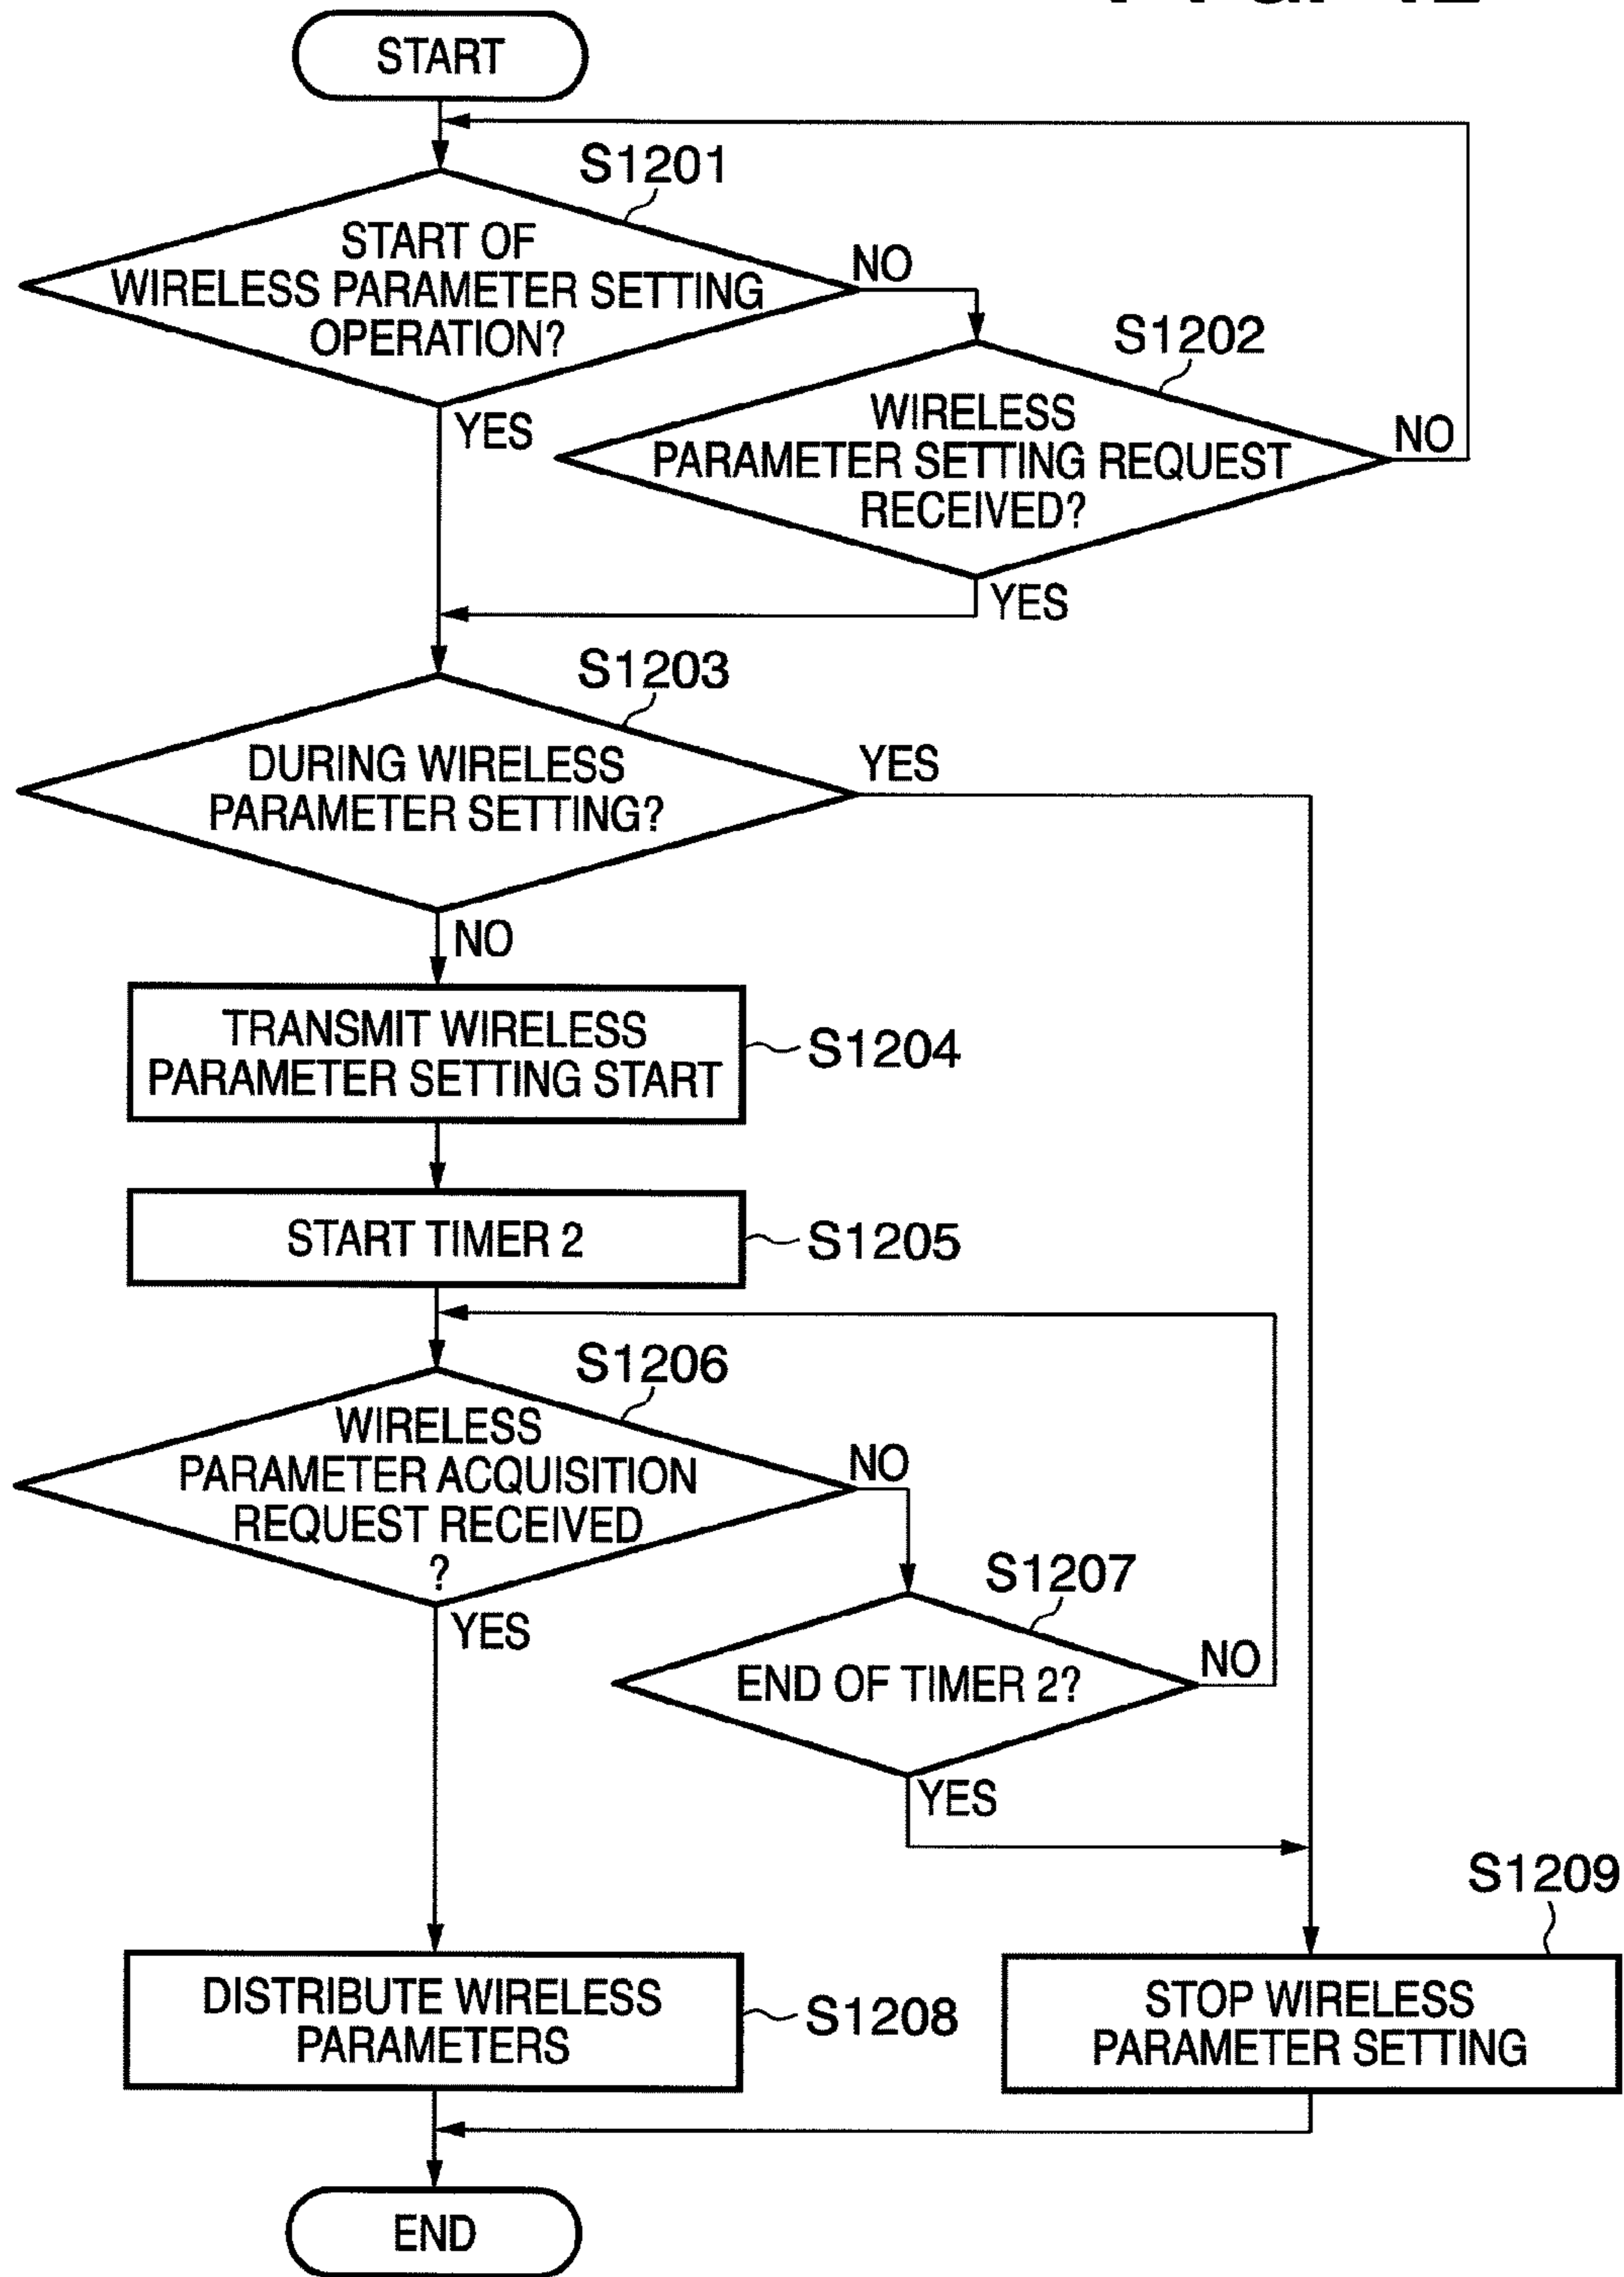 START
S1201
START OF
WIRELESS PARAMETER SETTING
OPERATION?
NO
YES
S1202
WIRELESS
PARAMETER SETTING REQUEST
RECEIVED?
NO
YES
S1203
DURING WIRELESS
PARAMETER SETTING?
YES
NO
TRANSMIT WIRELESS
PARAMETER SETTING START
S1204
START TIMER 2
S1205
S1206
WIRELESS
PARAMETER ACQUISITION
REQUEST RECEIVED
?
NO
YES
S1207
END OF TIMER 2?
NO
YES
DISTRIBUTE WIRELESS
PARAMETERS
S1208
S1209
STOP WIRELESS
PARAMETER SETTING
END